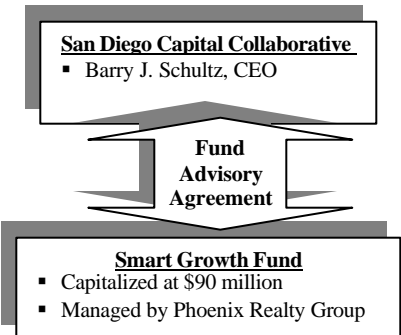 San Diego Capital Collaborative
▪ Barry J. Schultz, CEO
Fund
Advisory
Agreement
Smart Growth Fund
▪ Capitalized at $90 million
▪ Managed by Phoenix Realty Group